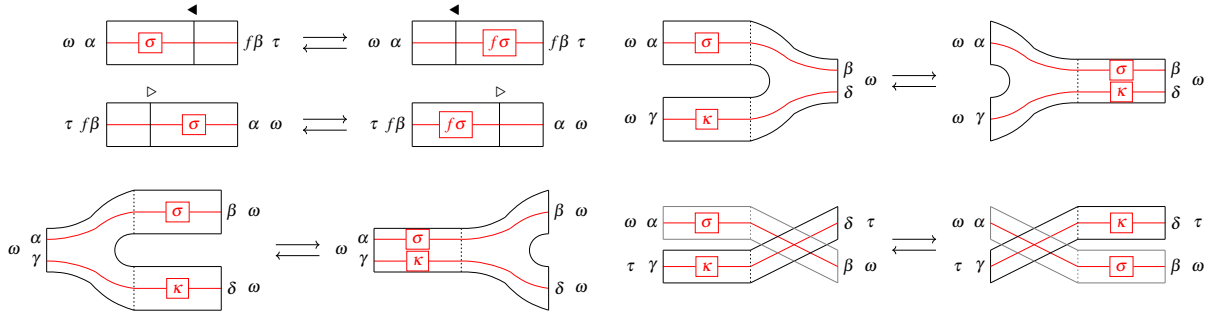 ω α σ fβ τ ω α fσ fβ τ
τ fβ σ α ω τ fβ fσ α ω
ω α σ β ω ω α σ β ω
ω γ κ δ ω γ κ δ ω
ω α σ β ω ω α σ β ω
γ κ δ ω γ κ δ ω
ω α σ δ τ ω α κ δ τ
τ γ κ β ω τ γ σ β ω